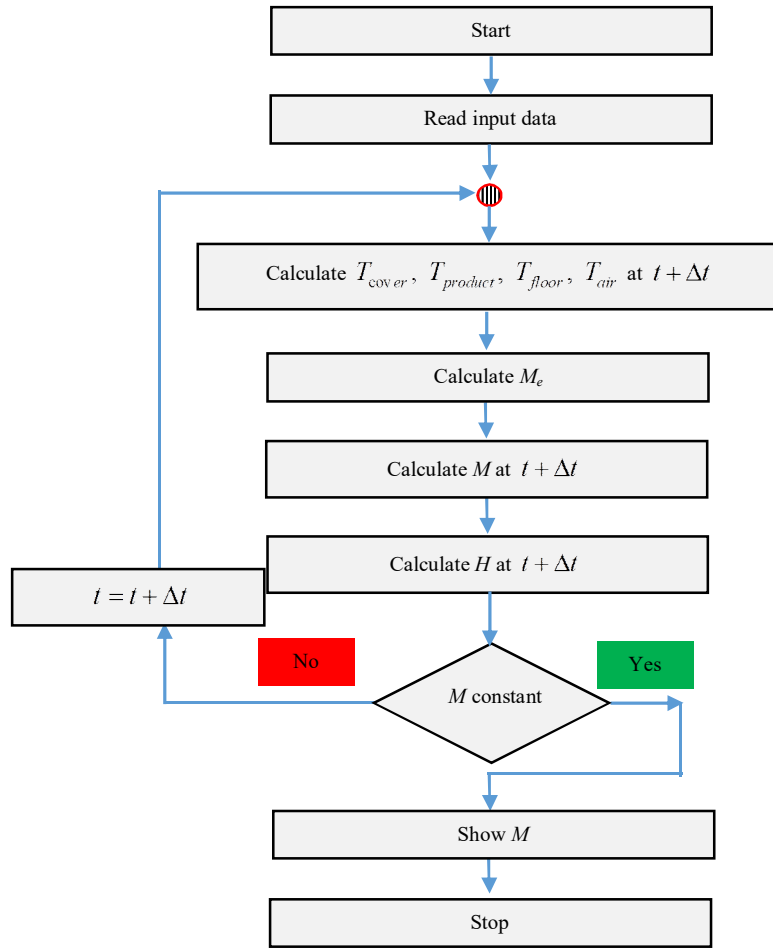 Start
Read input data
Calculate T_cover, T_product, T_floor, T_air at t + Δt
Calculate M_e
Calculate M at t + Δt
Calculate H at t + Δt
t = t + Δt
No
Yes
M constant
Show M
Stop